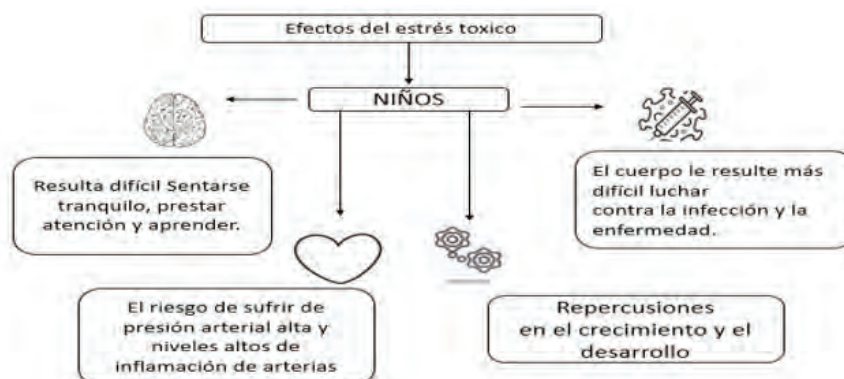 Efectos del estrés toxico
NIÑOS
Resulta difícil Sentarse
tranquilo, prestar
atención y aprender.
El cuerpo le resulte más
difícil luchar
contra la infección y la
enfermedad.
El riesgo de sufrir de
presión arterial alta y
niveles altos de
inflamación de arterias
Repercusiones
en el crecimiento y el
desarrollo